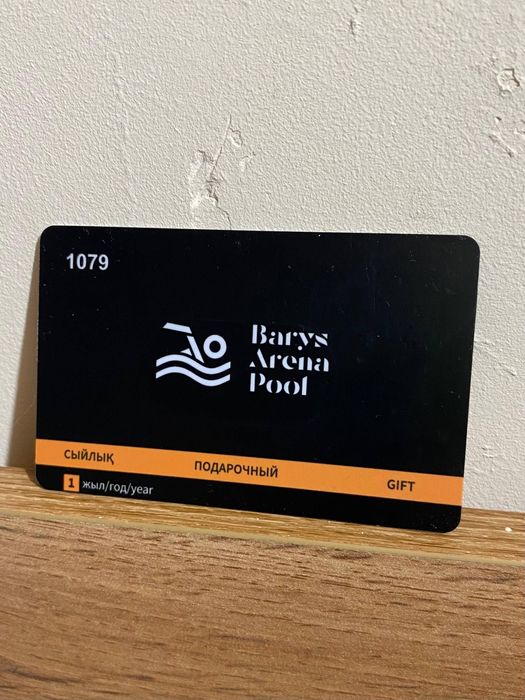 1079
Barys
Arena
Pool
СЫЙЛЫҚ ПОДАРОЧНЫЙ GIFT
1 жыл/год/year